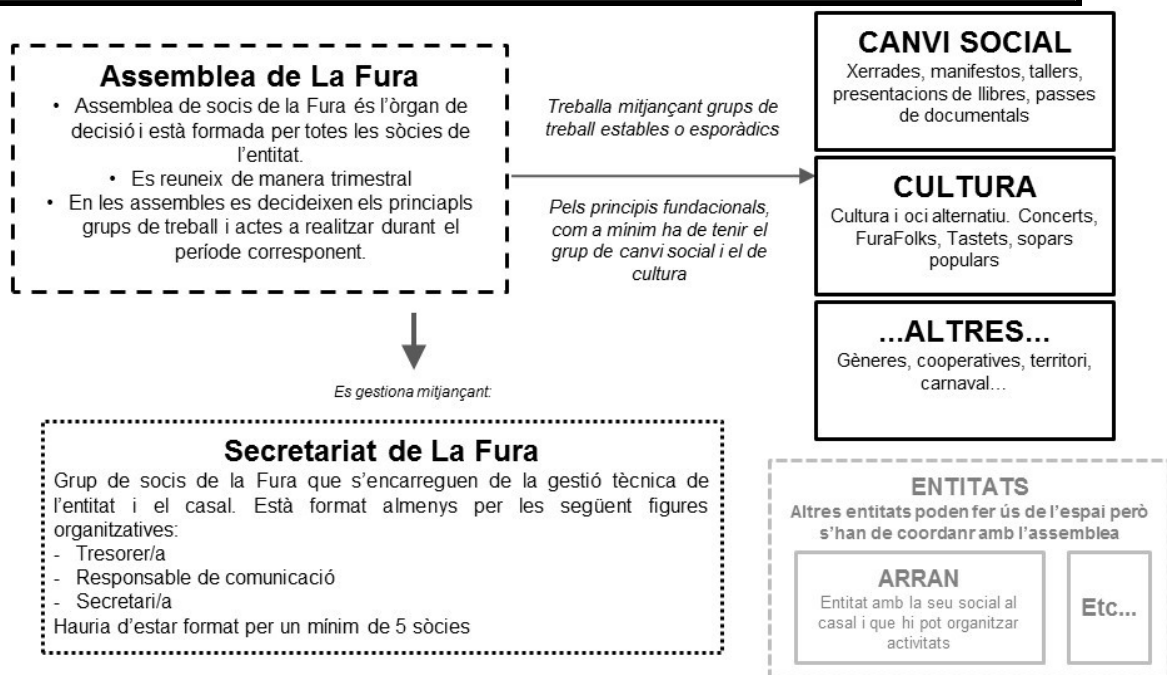 Assemblea de La Fura
• Assemblea de socis de la Fura és l’òrgan de
decisió i està formada per totes les sòcies de
l’entitat.
• Es reuneix de manera trimestral
• En les assembles es decideixen els princiapls
grups de treball i actes a realitzar durant el
període corresponent.
Treballa mitjançant grups de
treball estables o esporàdics
Pels principis fundacionals,
com a mínim ha de tenir el
grup de canvi social i el de
cultura
CANVI SOCIAL
Xerrades, manifestos, tallers,
presentacions de llibres, passes
de documentals
CULTURA
Cultura i oci alternatiu. Concerts,
FuraFolks, Tastets, sopars
populars
...ALTRES...
Gèneres, cooperatives, territori,
carnaval…
Es gestiona mitjançant:
Secretariat de La Fura
Grup de socis de la Fura que s’encarreguen de la gestió tècnica de
l’entitat i el casal. Està format almenys per les següent figures
organitzatives:
- Tresorer/a
- Responsable de comunicació
- Secretari/a
Hauria d’estar format per un mínim de 5 sòcies
ENTITATS
Altres entitats poden fer ús de l’espai però
s’han de coordanr amb l’assemblea
ARRAN
Entitat amb la seu social al
casal i que hi pot organitzar
activitats
Etc...